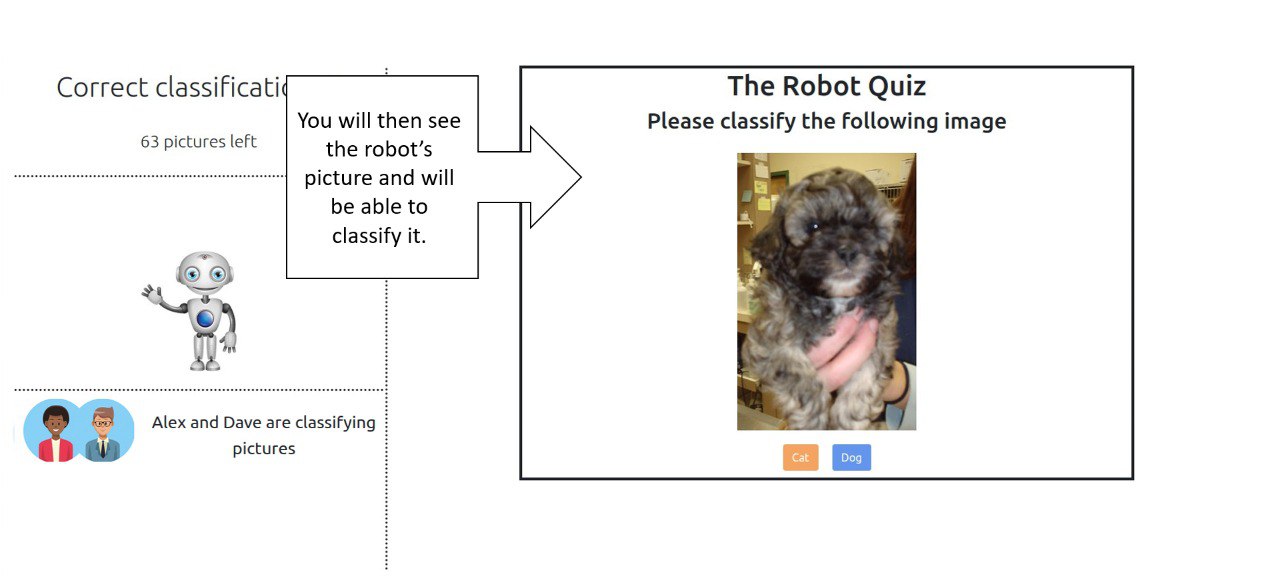 Correct classificatio
63 pictures left
You will then see
the robot’s
picture and will
be able to
classify it.
Alex and Dave are classifying
pictures
The Robot Quiz
Please classify the following image
Cat
Dog